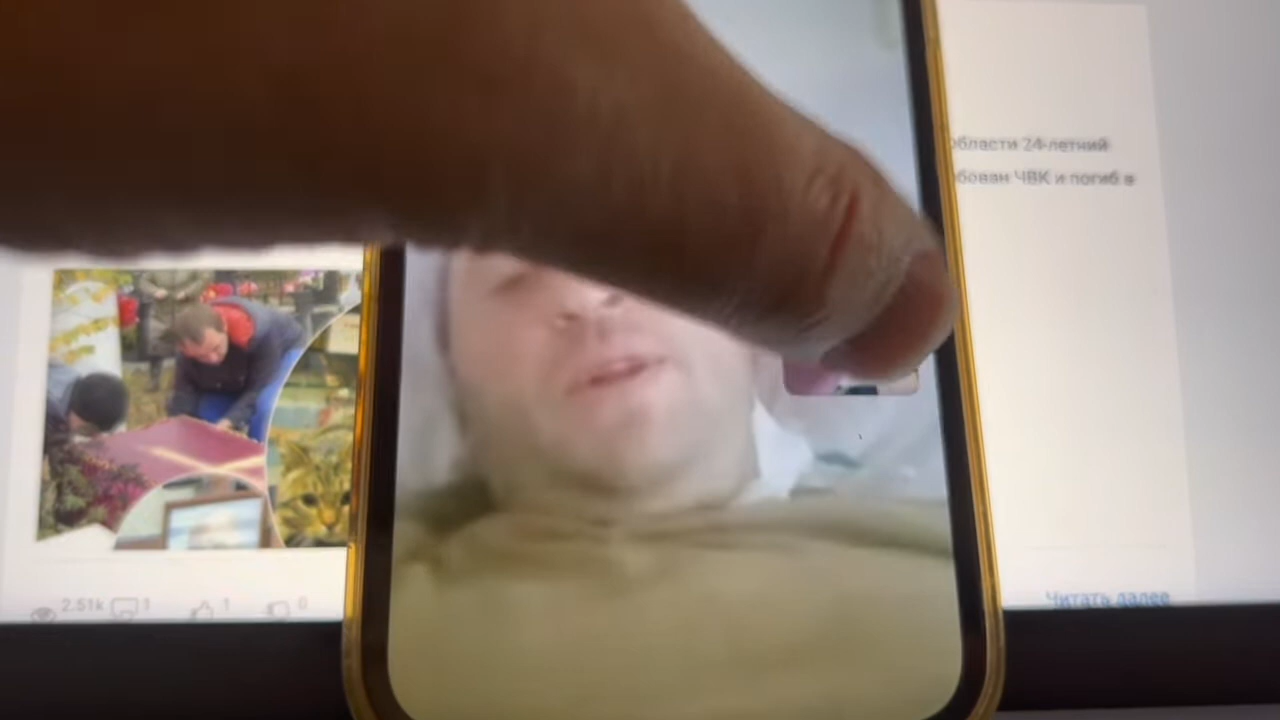 области 24-летний
бован ЧВК и погиб в
2.51k 1 1 0
Читать далее